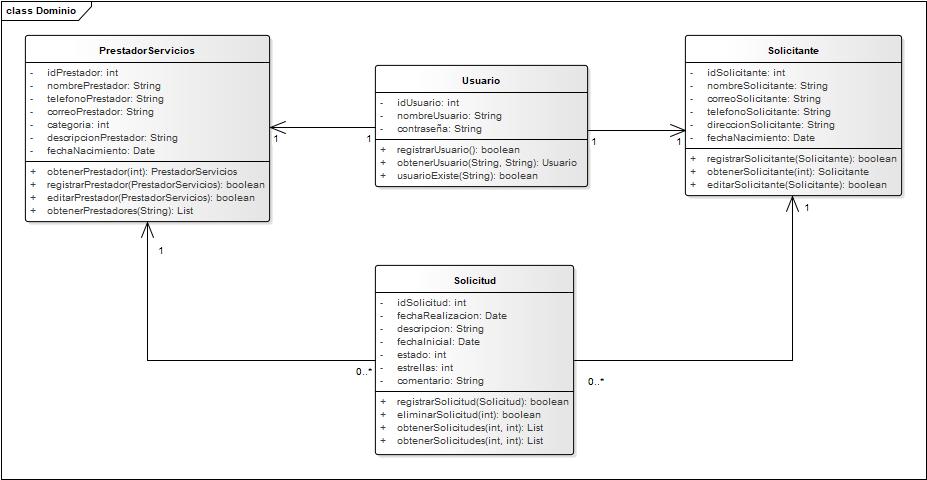 class Dominio
PrestadorServicios
- idPrestador: int
- nombrePrestador: String
- telefonoPrestador: String
- correoPrestador: String
- categoria: int
- descripcionPrestador: String
- fechaNacimiento: Date
+ obtenerPrestador(int): PrestadorServicios
+ registrarPrestador(PrestadorServicios): boolean
+ editarPrestador(PrestadorServicios): boolean
+ obtenerPrestadores(String): List
Usuario
- idUsuario: int
- nombreUsuario: String
- contraseña: String
+ registrarUsuario(): boolean
+ obtenerUsuario(String, String): Usuario
+ usuarioExiste(String): boolean
Solicitante
- idSolicitante: int
- nombreSolicitante: String
- correoSolicitante: String
- telefonoSolicitante: String
- direccionSolicitante: String
- fechaNacimiento: Date
+ registrarSolicitante(Solicitante): boolean
+ obtenerSolicitante(int): Solicitante
+ editarSolicitante(Solicitante): boolean
1
1
1
1
1
1
Solicitud
- idSolicitud: int
- fechaRealizacion: Date
- descripcion: String
- fechaInicial: Date
- estado: int
- estrellas: int
- comentario: String
+ registrarSolicitud(Solicitud): boolean
+ eliminarSolicitud(int): boolean
+ obtenerSolicitudes(int, int): List
+ obtenerSolicitudes(int, int): List
0..*
0..*